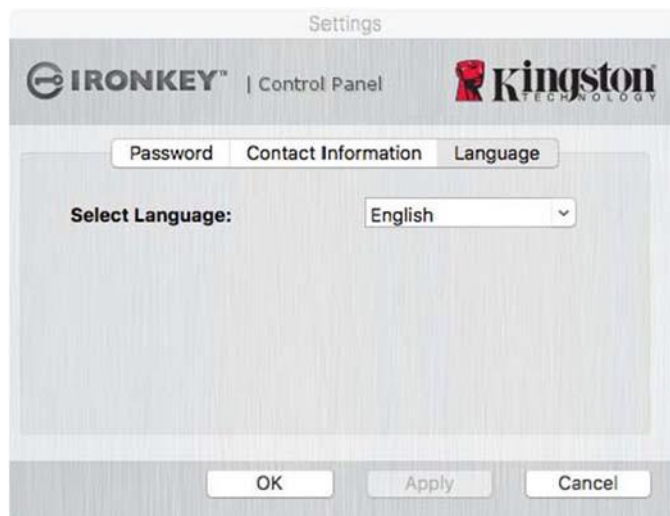 Settings
IRONKEY™ | Control Panel
Kingston
TECHNOLOGY
Password Contact Information Language
Select Language: English
OK Apply Cancel